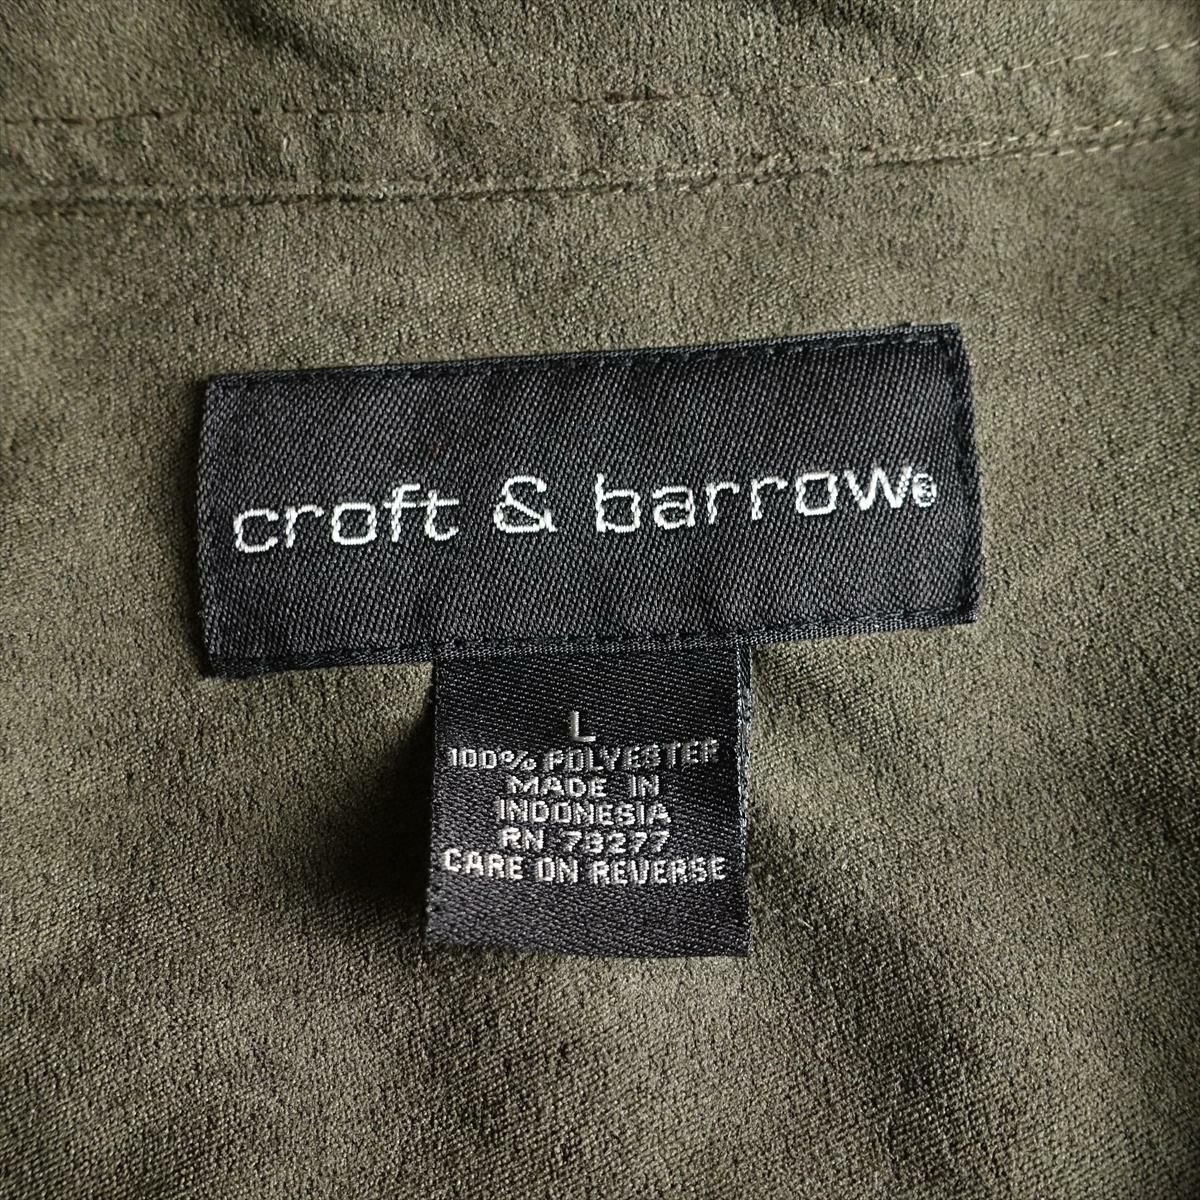 croft & barrow®
L
100% POLYESTER
MADE IN
INDONESIA
RN 73277
CARE ON REVERSE